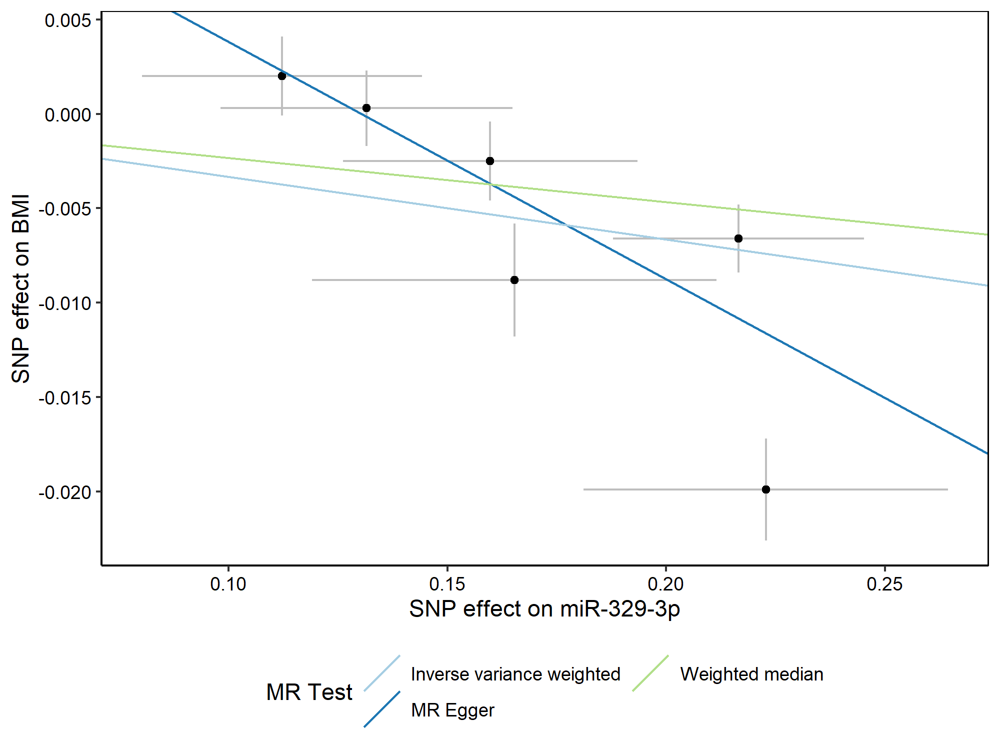 0.005
0.000
-0.005
-0.010
-0.015
-0.020
SNP effect on BMI
0.10 0.15 0.20 0.25
SNP effect on miR-329-3p
MR Test
Inverse variance weighted
Weighted median
MR Egger